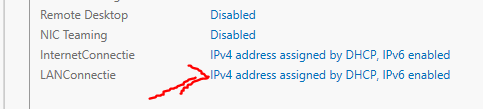 Remote Desktop Disabled
NIC Teaming Disabled
InternetConnectie IPv4 address assigned by DHCP, IPv6 enabled
LANConnectie IPv4 address assigned by DHCP, IPv6 enabled